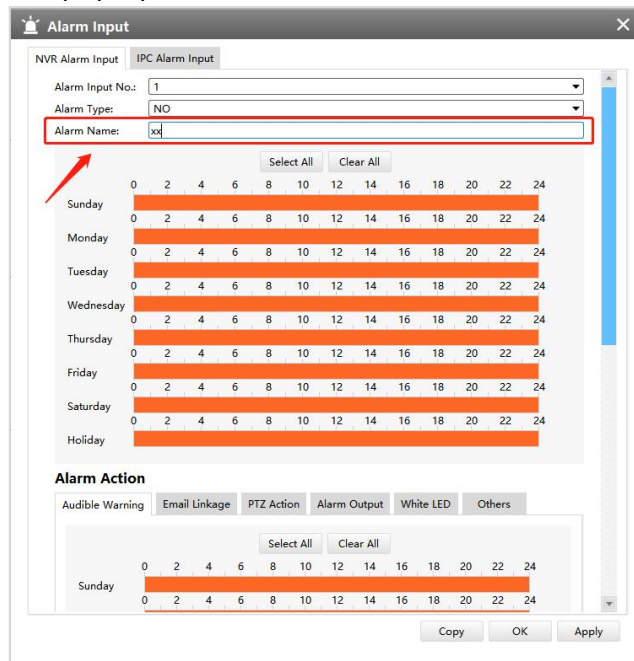 Alarm Input
NVR Alarm Input IPC Alarm Input
Alarm Input No.: 1
Alarm Type: NO
Alarm Name: xx
Select All Clear All
0 2 4 6 8 10 12 14 16 18 20 22 24
Sunday
0 2 4 6 8 10 12 14 16 18 20 22 24
Monday
0 2 4 6 8 10 12 14 16 18 20 22 24
Tuesday
0 2 4 6 8 10 12 14 16 18 20 22 24
Wednesday
0 2 4 6 8 10 12 14 16 18 20 22 24
Thursday
0 2 4 6 8 10 12 14 16 18 20 22 24
Friday
0 2 4 6 8 10 12 14 16 18 20 22 24
Saturday
0 2 4 6 8 10 12 14 16 18 20 22 24
Holiday
Alarm Action
Audible Warning Email Linkage PTZ Action Alarm Output White LED Others
Select All Clear All
0 2 4 6 8 10 12 14 16 18 20 22 24
Sunday
0 2 4 6 8 10 12 14 16 18 20 22 24
Copy OK Apply